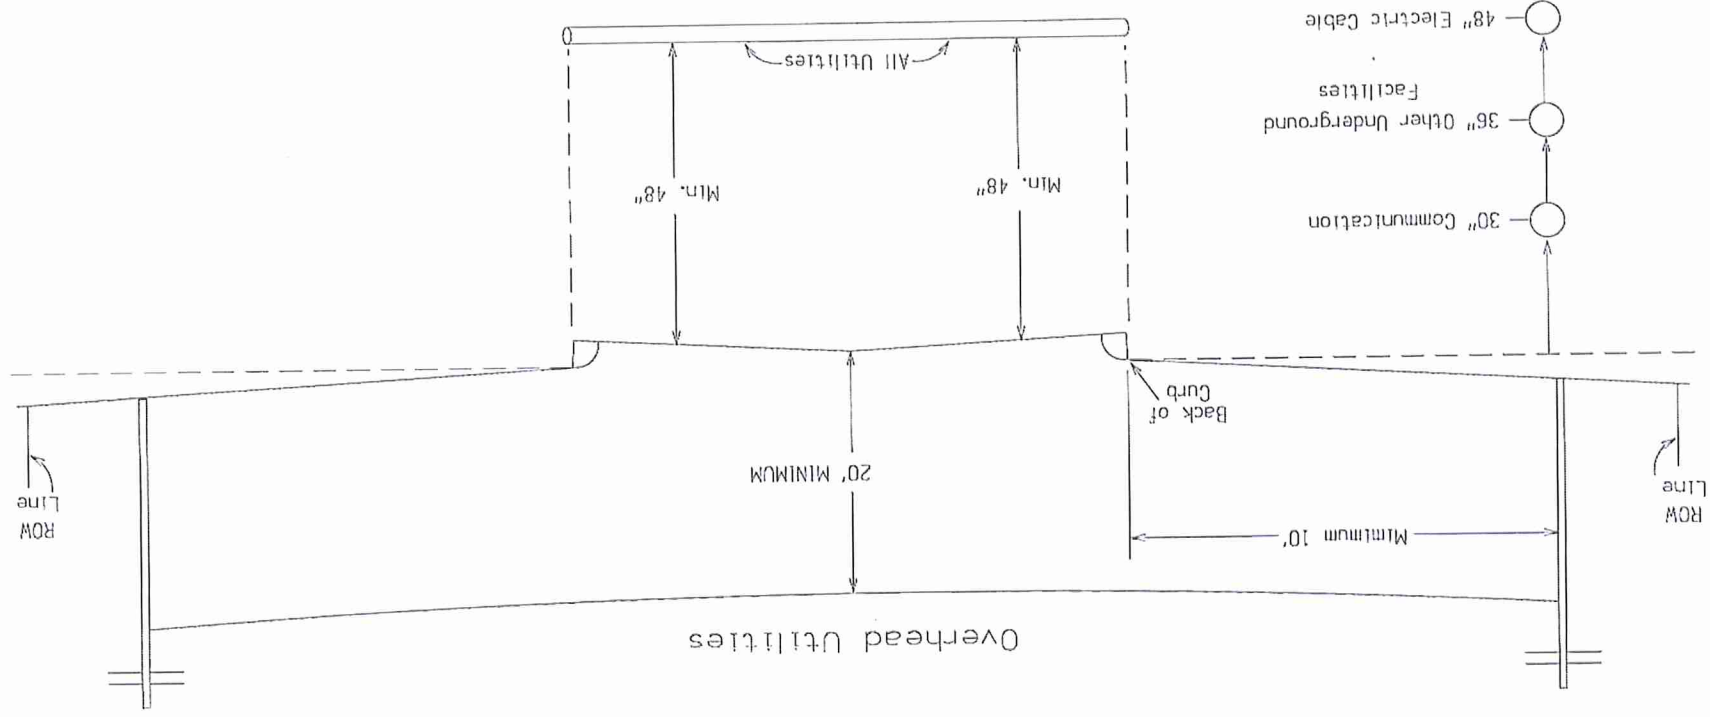 Overhead Utilities
Mimimum 10'
ROW
Line
20' MINIMUM
ROW
Line
Back of
Curb
30" Communication
Min. 48"
Min. 48"
36" Other Underground
Facilities
All Utilities
48" Electric Cable